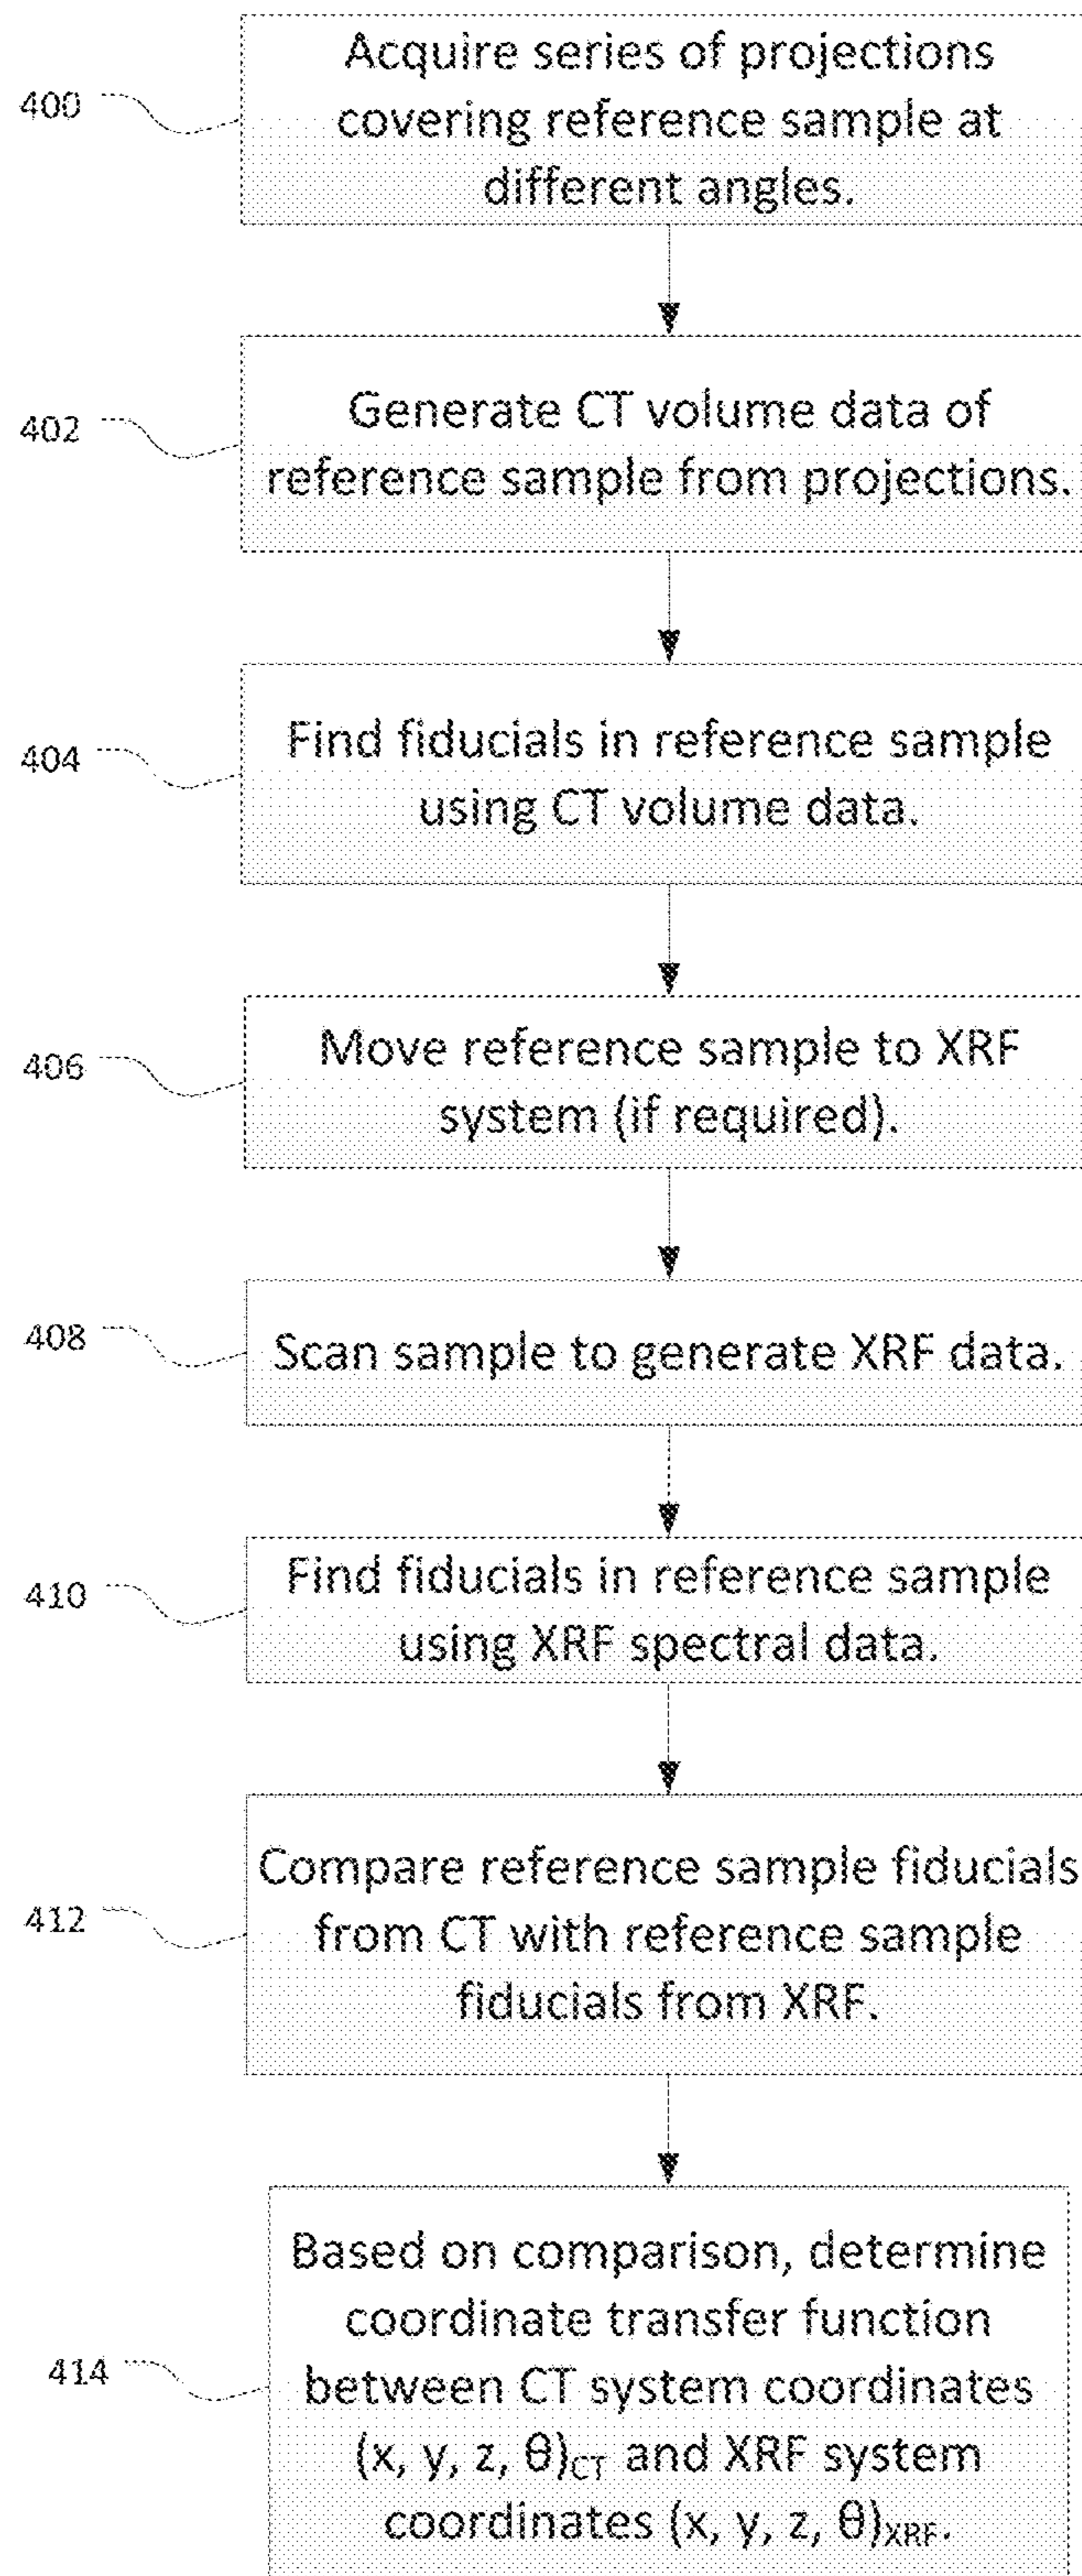 400
Acquire series of projections
covering reference sample at
different angles.
402
Generate CT volume data of
reference sample from projections.
404
Find fiducials in reference sample
using CT volume data.
406
Move reference sample to XRF
system (if required).
408
Scan sample to generate XRF data.
410
Find fiducials in reference sample
using XRF spectral data.
412
Compare reference sample fiducials
from CT with reference sample
fiducials from XRF.
414
Based on comparison, determine
coordinate transfer function
between CT system coordinates
(x, y, z, θ)CT and XRF system
coordinates (x, y, z, θ)XRF.